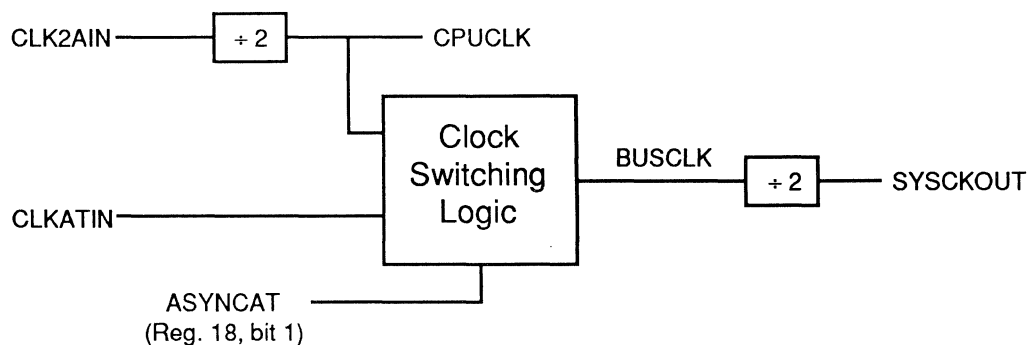 CLK2AIN
÷ 2
CPUCLK
Clock
Switching
Logic
BUSCLK
÷ 2
SYSCKOUT
CLKATIN
ASYNCAT
(Reg. 18, bit 1)